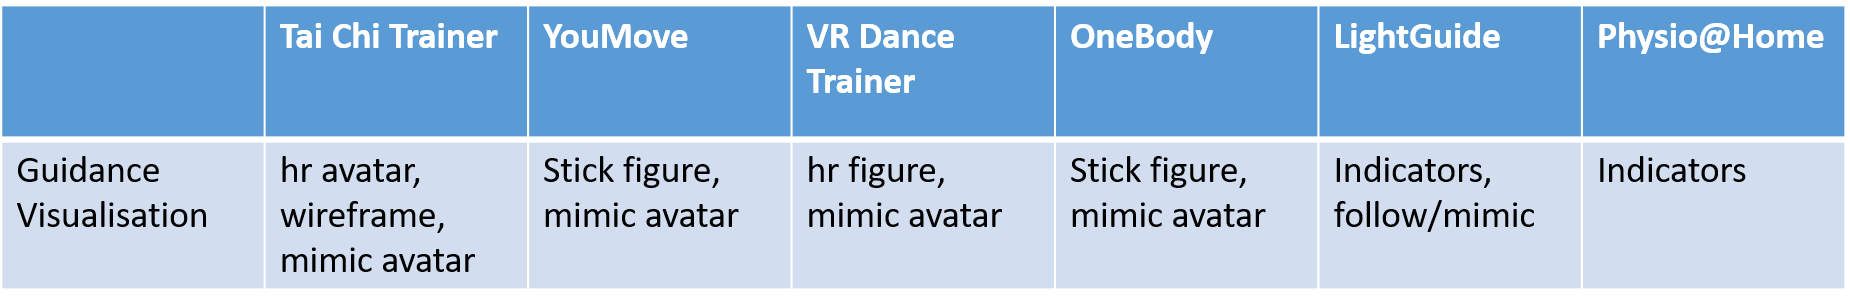 Tai Chi Trainer
YouMove
VR Dance
Trainer
OneBody
LightGuide
Physio@Home
Guidance
Visualisation
hr avatar,
wireframe,
mimic avatar
Stick figure,
mimic avatar
hr figure,
mimic avatar
Stick figure,
mimic avatar
Indicators,
follow/mimic
Indicators